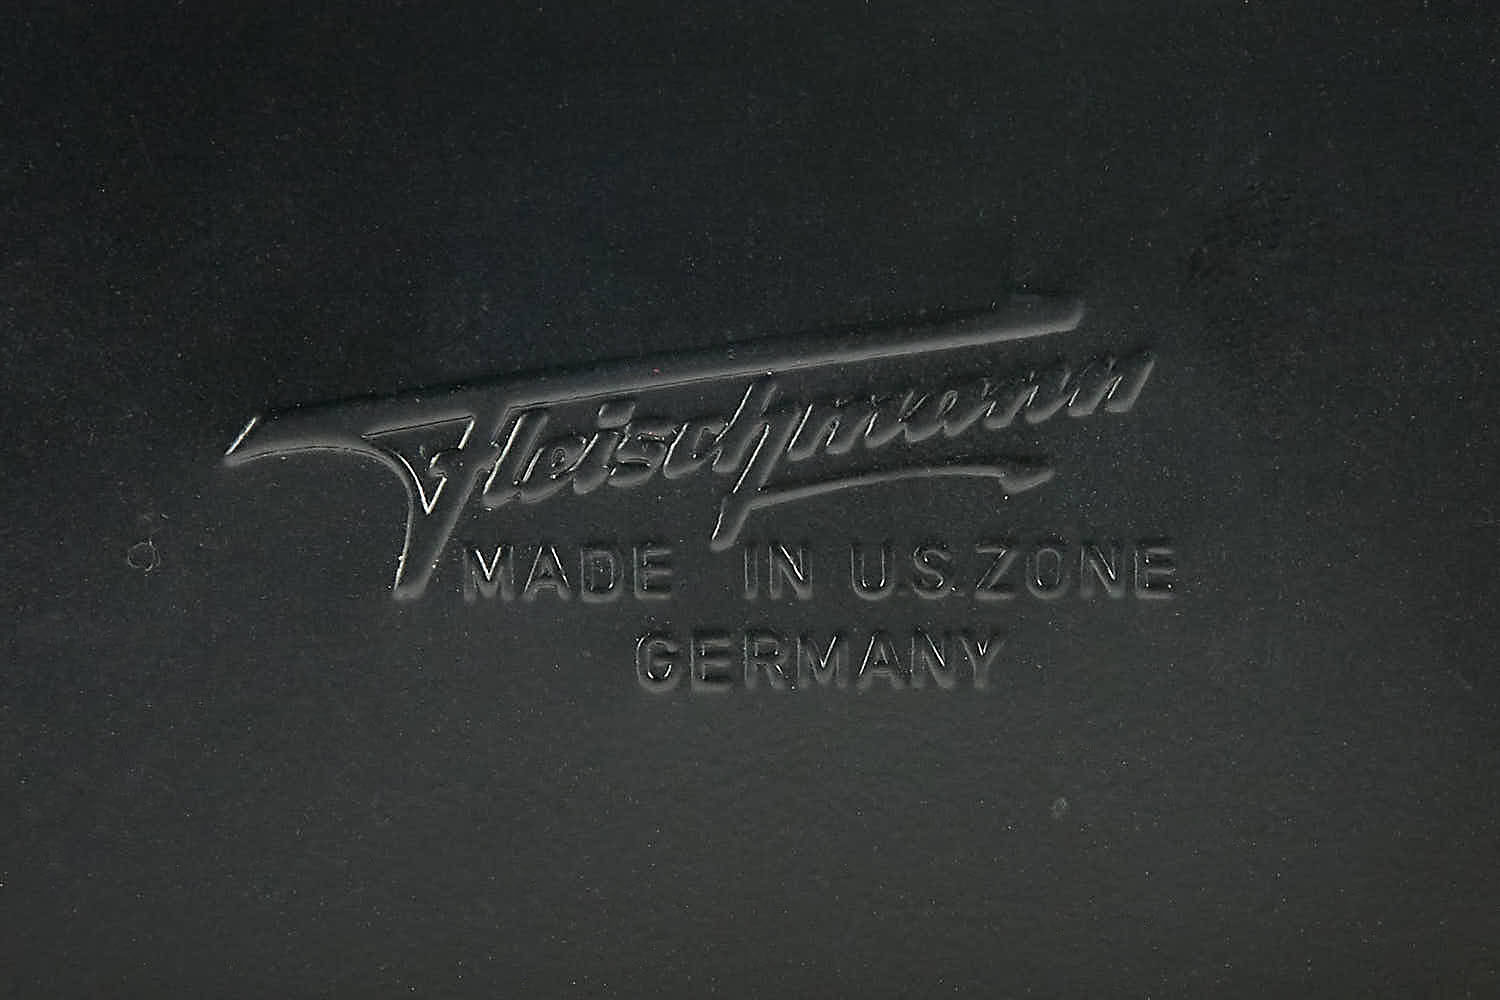 Fleischmann
MADE IN U.S. ZONE
GERMANY